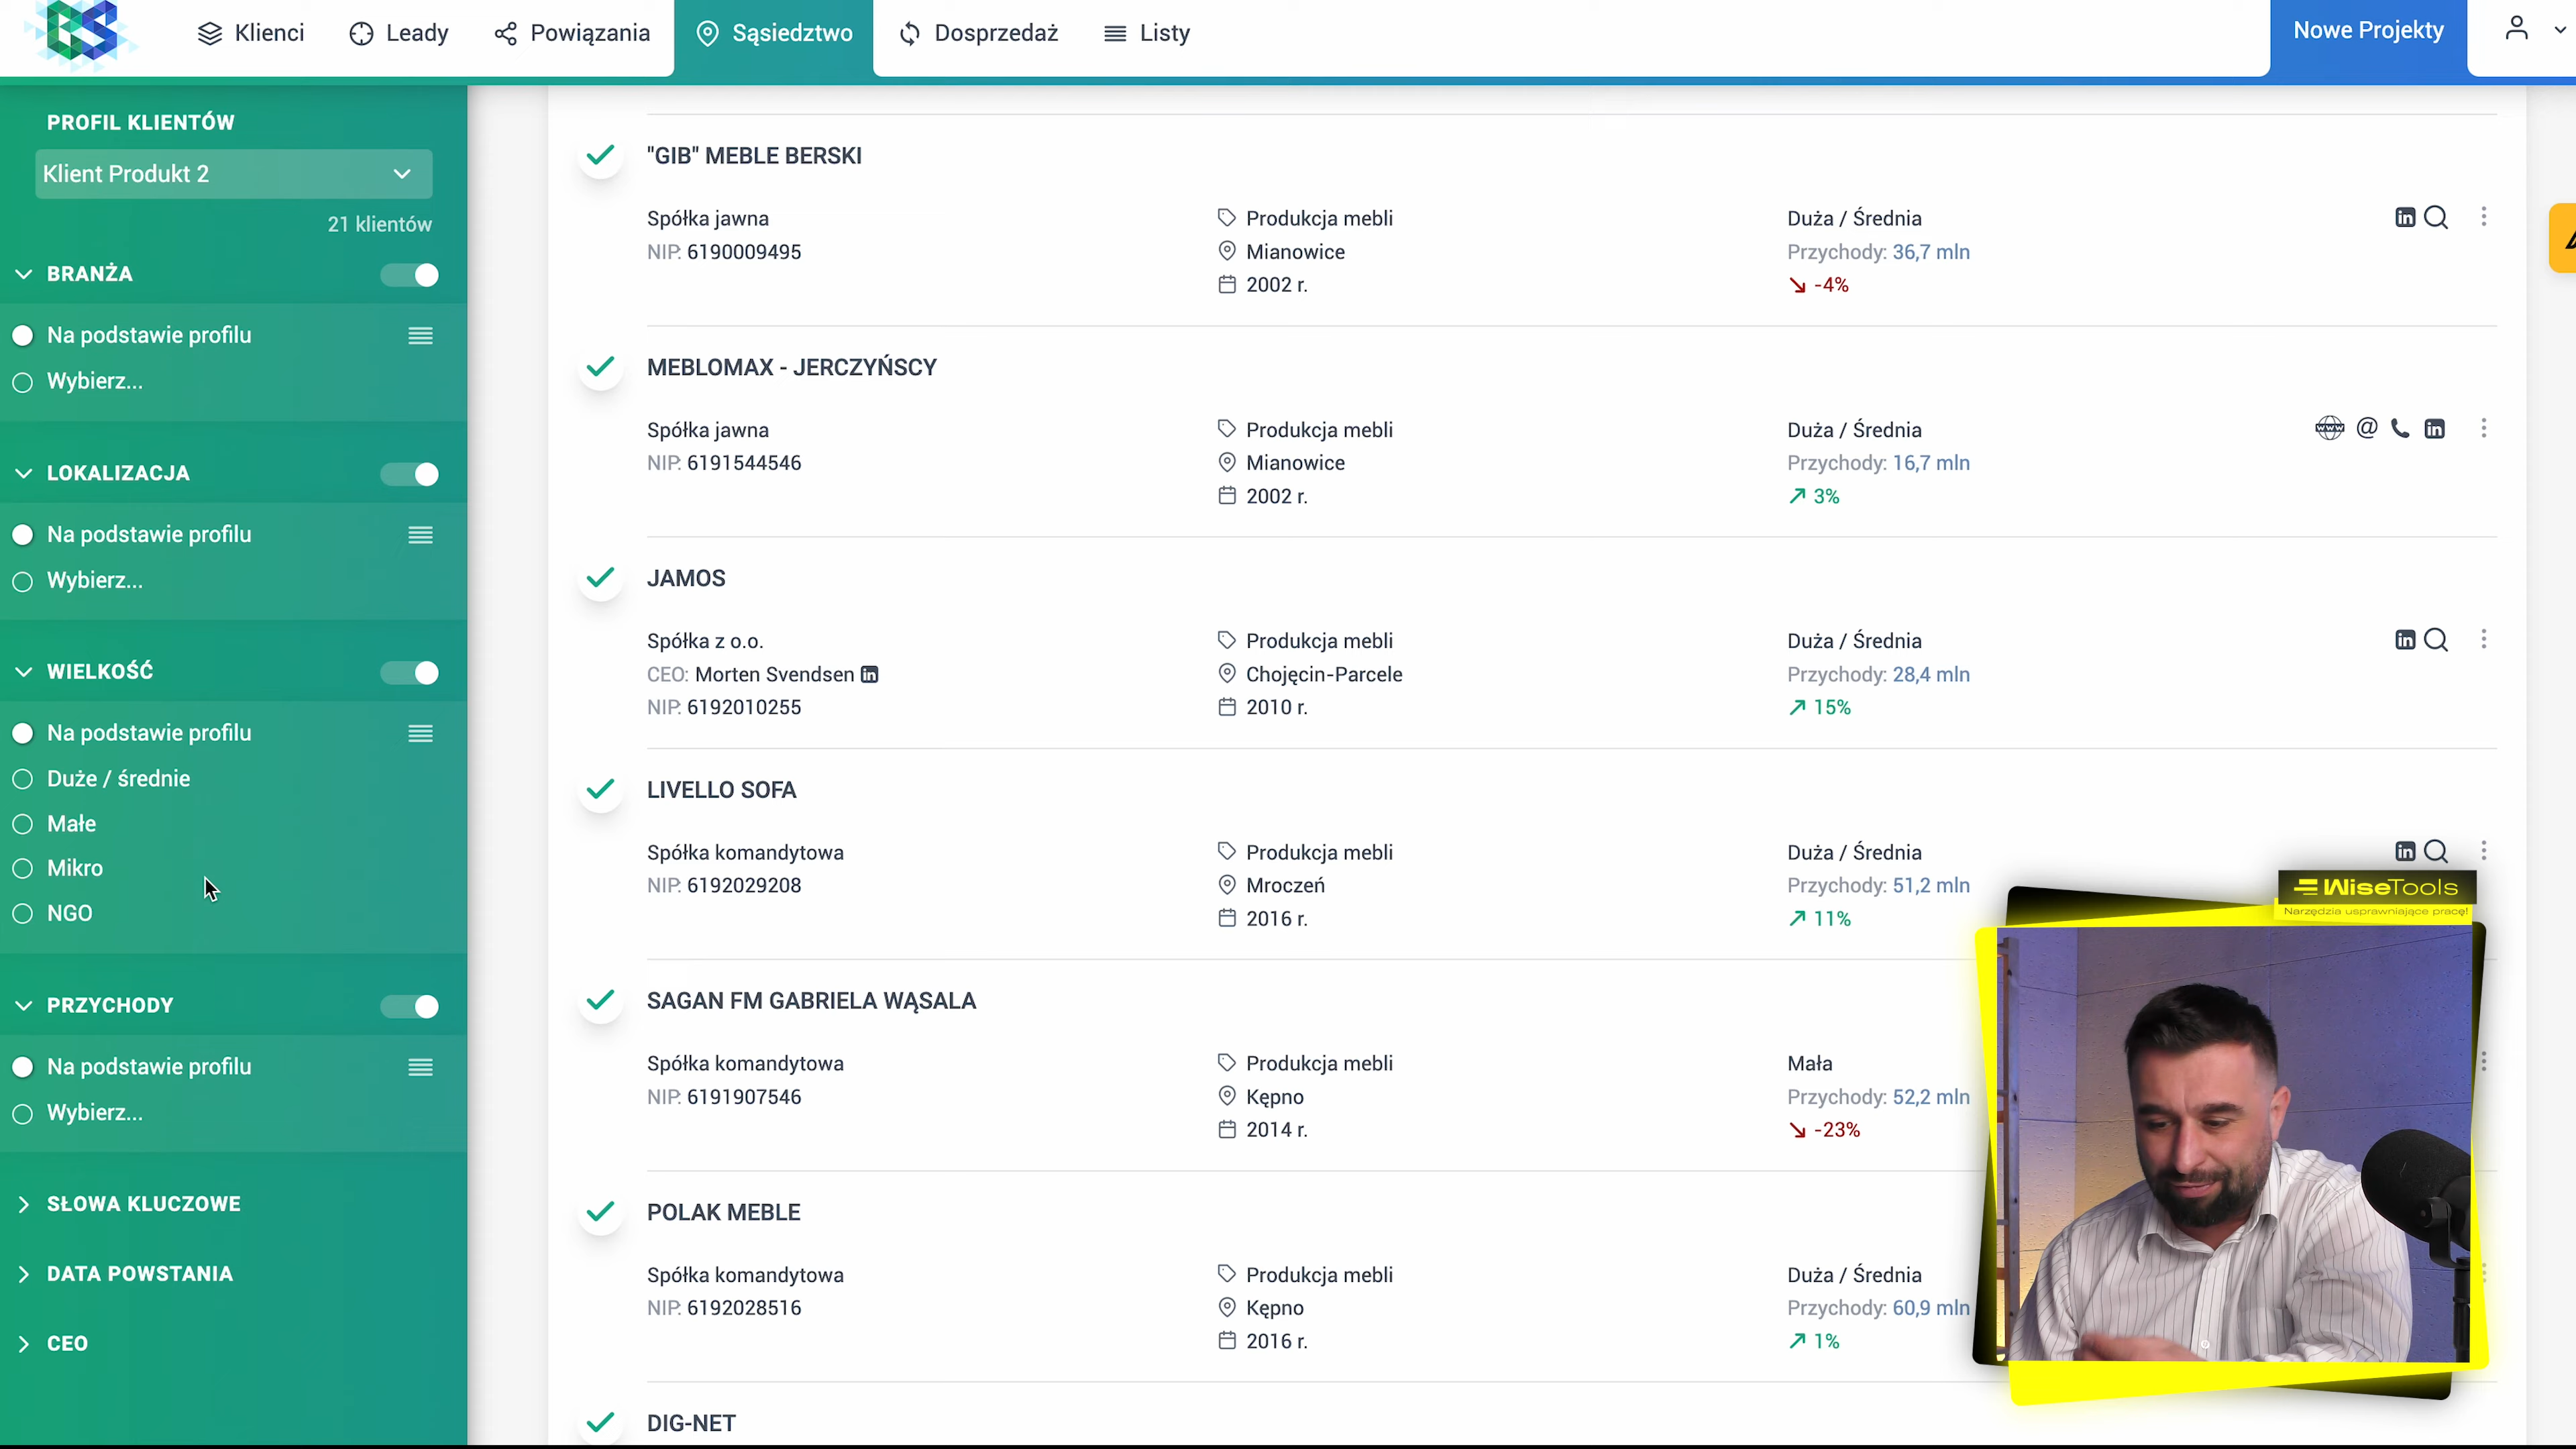 Klienci
Leady
Powiązania
Sąsiedztwo
Dosprzedaż
Listy
Nowe Projekty
PROFIL KLIENTÓW
Klient Produkt 2
21 klientów
BRANŻA
Na podstawie profilu
Wybierz...
LOKALIZACJA
Na podstawie profilu
Wybierz...
WIELKOŚĆ
Na podstawie profilu
Duże / średnie
Małe
Mikro
NGO
PRZYCHODY
Na podstawie profilu
Wybierz...
SŁOWA KLUCZOWE
DATA POWSTANIA
CEO
"GIB" MEBLE BERSKI
Spółka jawna
NIP: 6190009495
Produkcja mebli
Mianowice
2002 r.
Duża / Średnia
Przychody: 36,7 mln
-4%
MEBLOMAX - JERCZYŃSCY
Spółka jawna
NIP: 6191544546
Produkcja mebli
Mianowice
2002 r.
Duża / Średnia
Przychody: 16,7 mln
3%
JAMOS
Spółka z o.o.
CEO: Morten Svendsen
NIP: 6192010255
Produkcja mebli
Chojęcin-Parcele
2010 r.
Duża / Średnia
Przychody: 28,4 mln
15%
LIVELLO SOFA
Spółka komandytowa
NIP: 6192029208
Produkcja mebli
Mroczeń
2016 r.
Duża / Średnia
Przychody: 51,2 mln
11%
SAGAN FM GABRIELA WĄSALA
Spółka komandytowa
NIP: 6191907546
Produkcja mebli
Kępno
2014 r.
Mała
Przychody: 52,2 mln
-23%
POLAK MEBLE
Spółka komandytowa
NIP: 6192028516
Produkcja mebli
Kępno
2016 r.
Duża / Średnia
Przychody: 60,9 mln
1%
DIG-NET
WiseTools
Narzędzia usprawniające pracę!